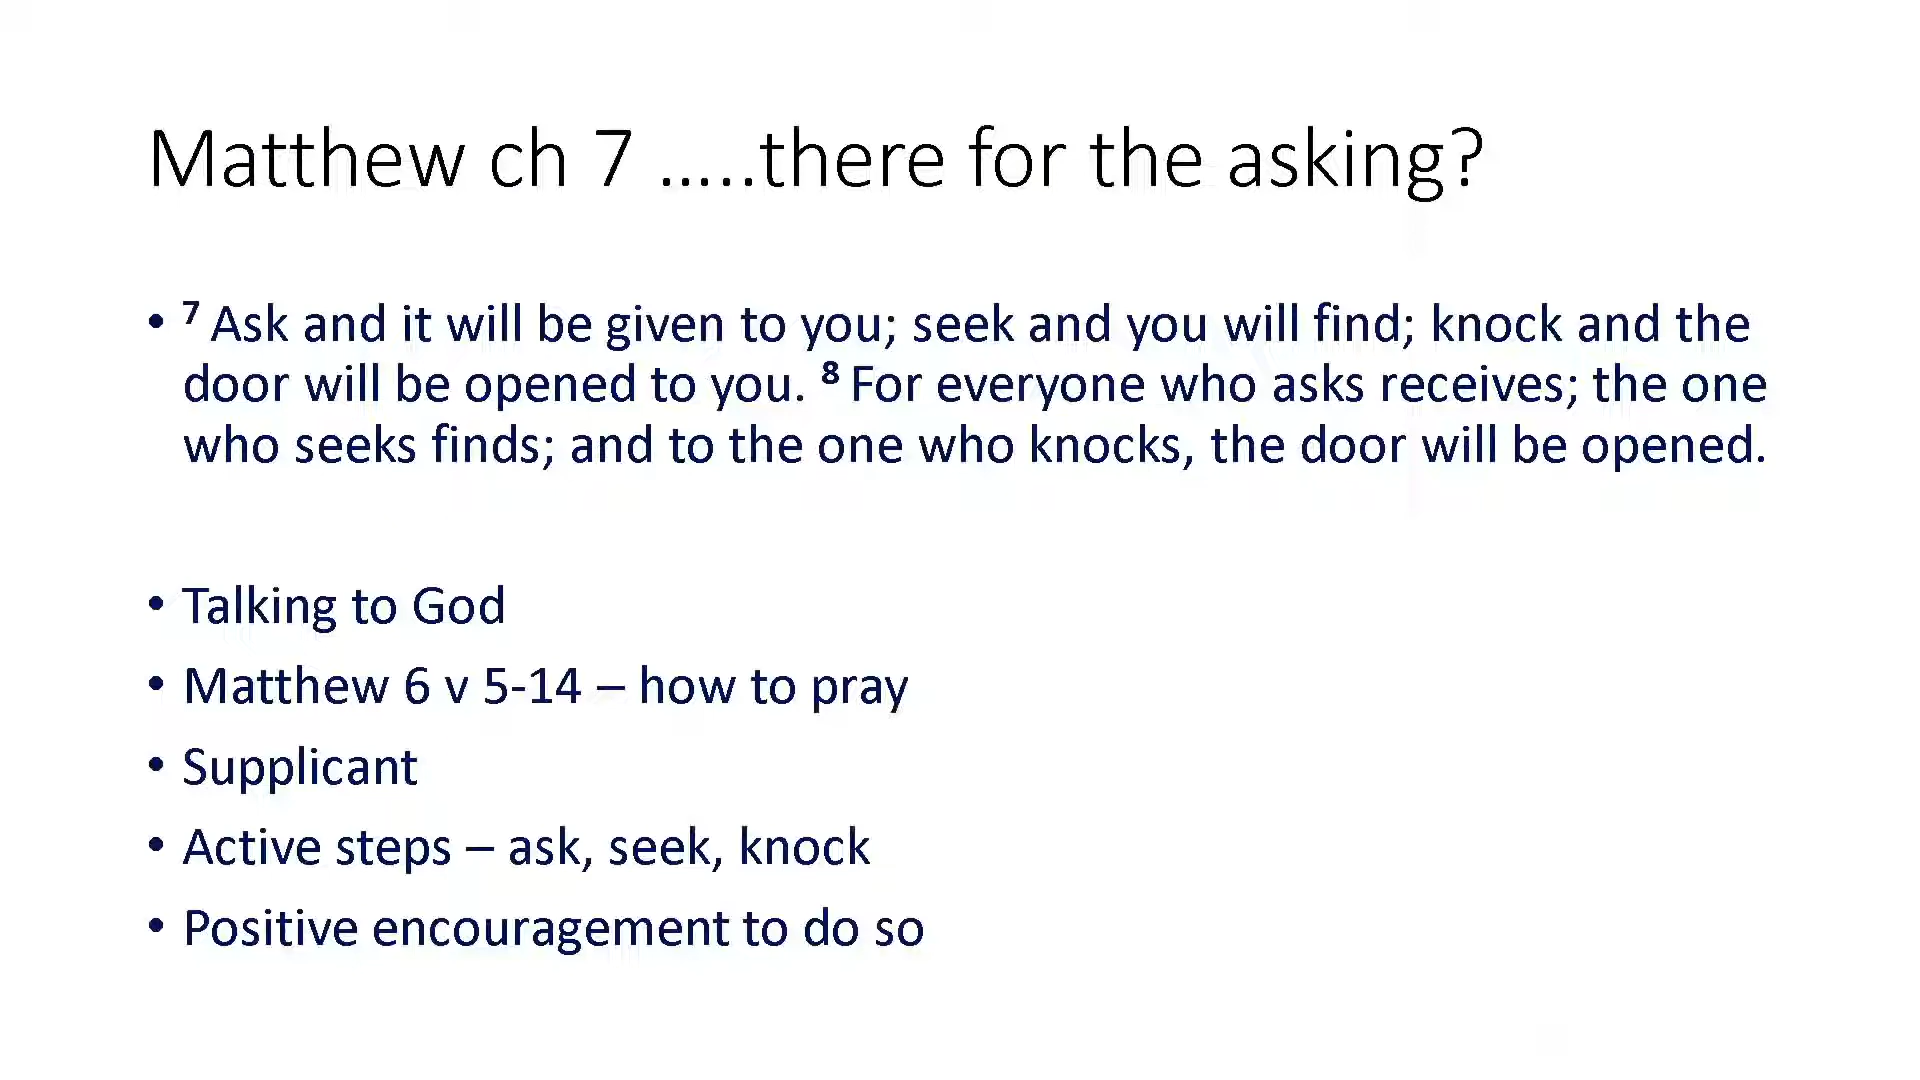 Matthew ch 7 …..there for the asking?
• ⁷ Ask and it will be given to you; seek and you will find; knock and the
door will be opened to you. ⁸ For everyone who asks receives; the one
who seeks finds; and to the one who knocks, the door will be opened.
• Talking to God
• Matthew 6 v 5-14 – how to pray
• Supplicant
• Active steps – ask, seek, knock
• Positive encouragement to do so